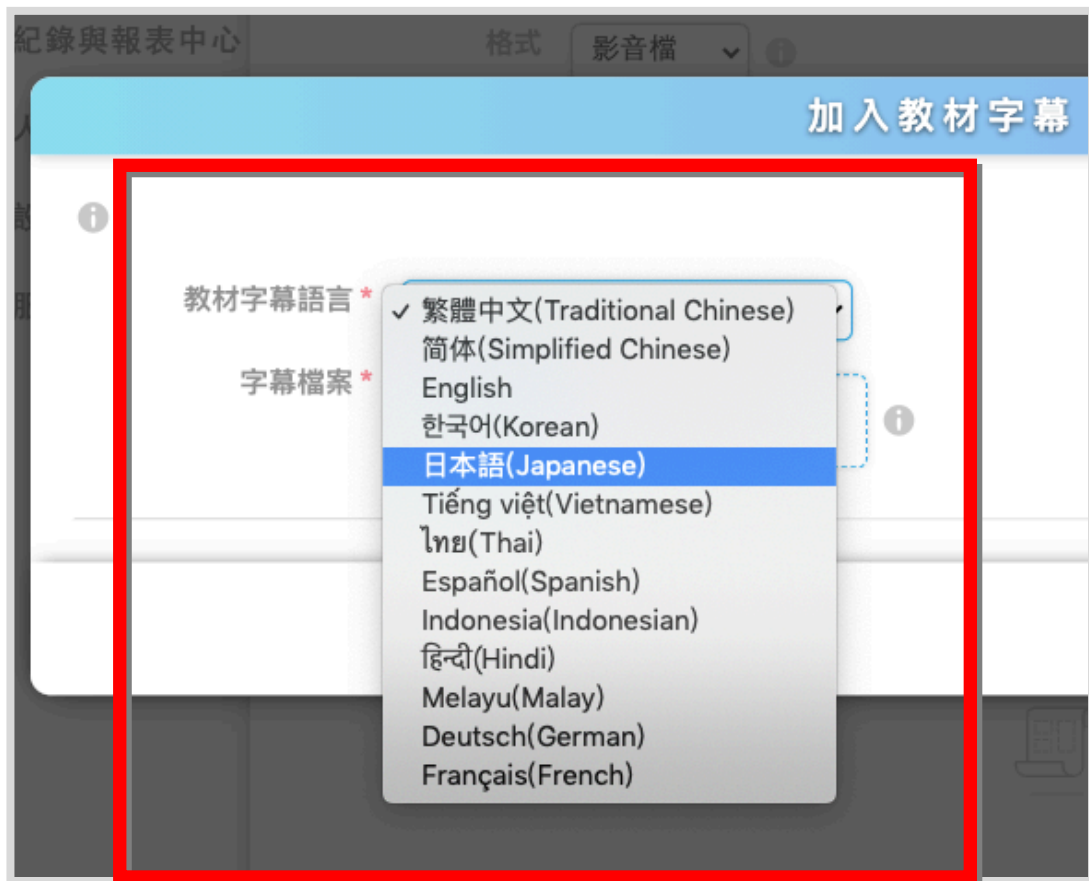 紀錄與報表中心
格式 影音檔
加入教材字幕
教材字幕語言 *
✓ 繁體中文(Traditional Chinese)
简体(Simplified Chinese)
字幕檔案 *
English
한국어(Korean)
日本語(Japanese)
Tiếng việt(Vietnamese)
ไทย(Thai)
Español(Spanish)
Indonesia(Indonesian)
हिन्दी(Hindi)
Melayu(Malay)
Deutsch(German)
Français(French)